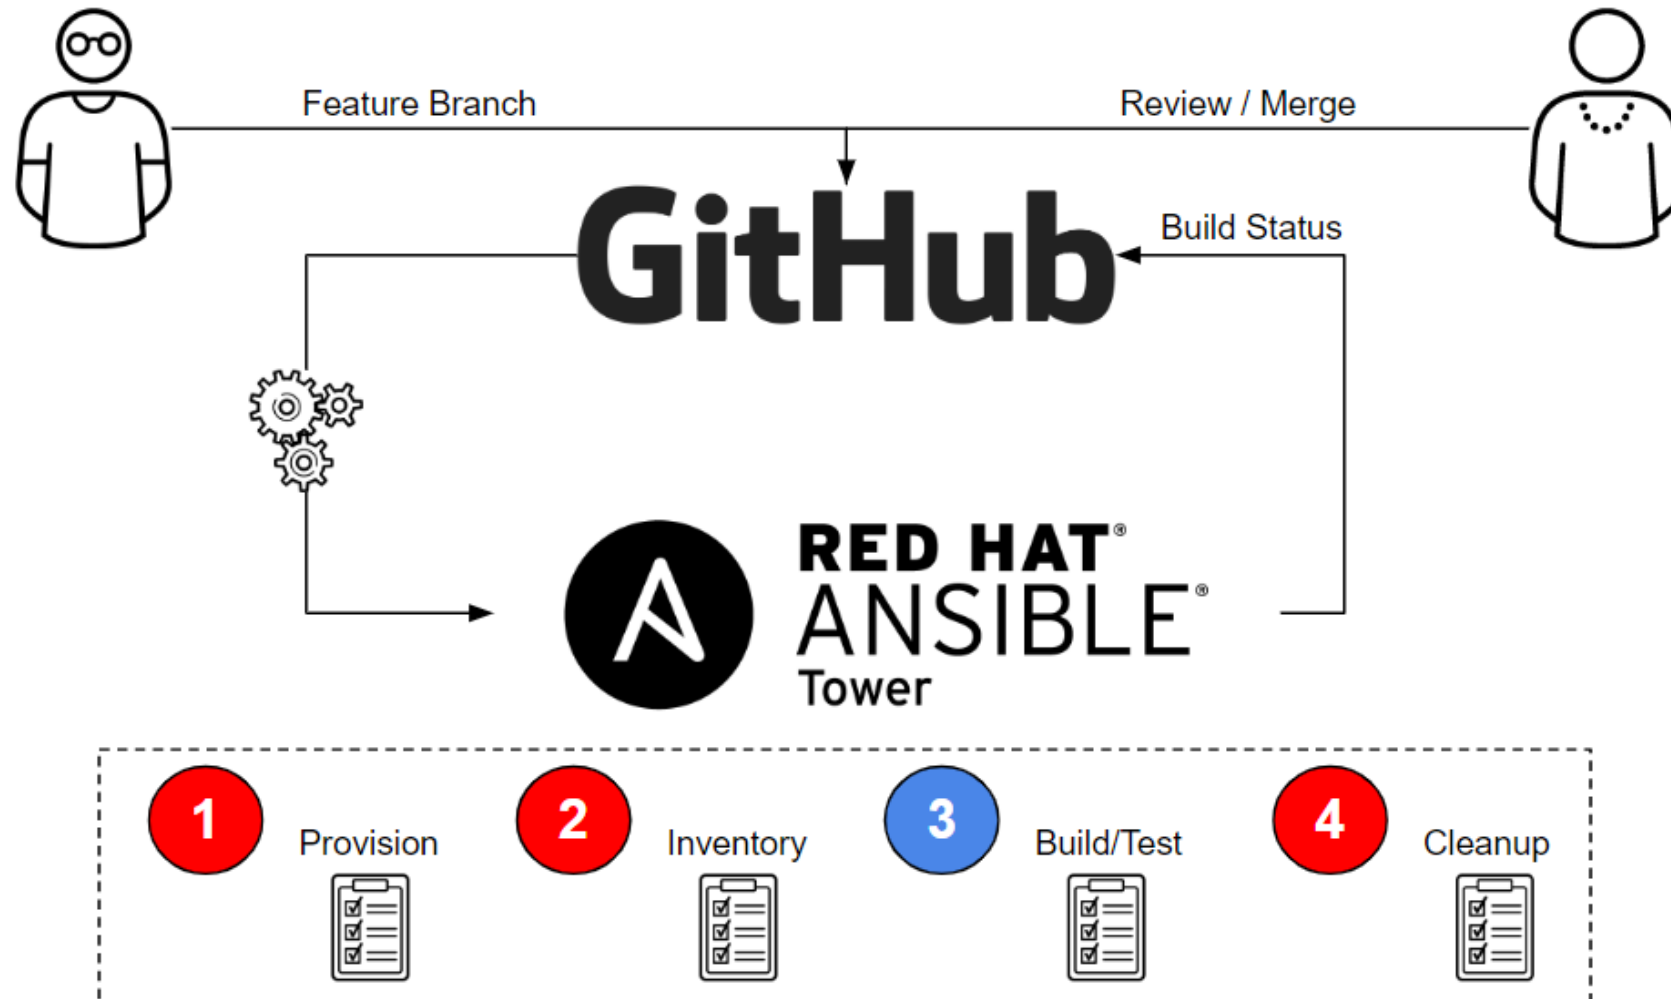 Feature Branch
Review / Merge
GitHub
Build Status
RED HAT®
ANSIBLE®
Tower
1
Provision
2
Inventory
3
Build/Test
4
Cleanup